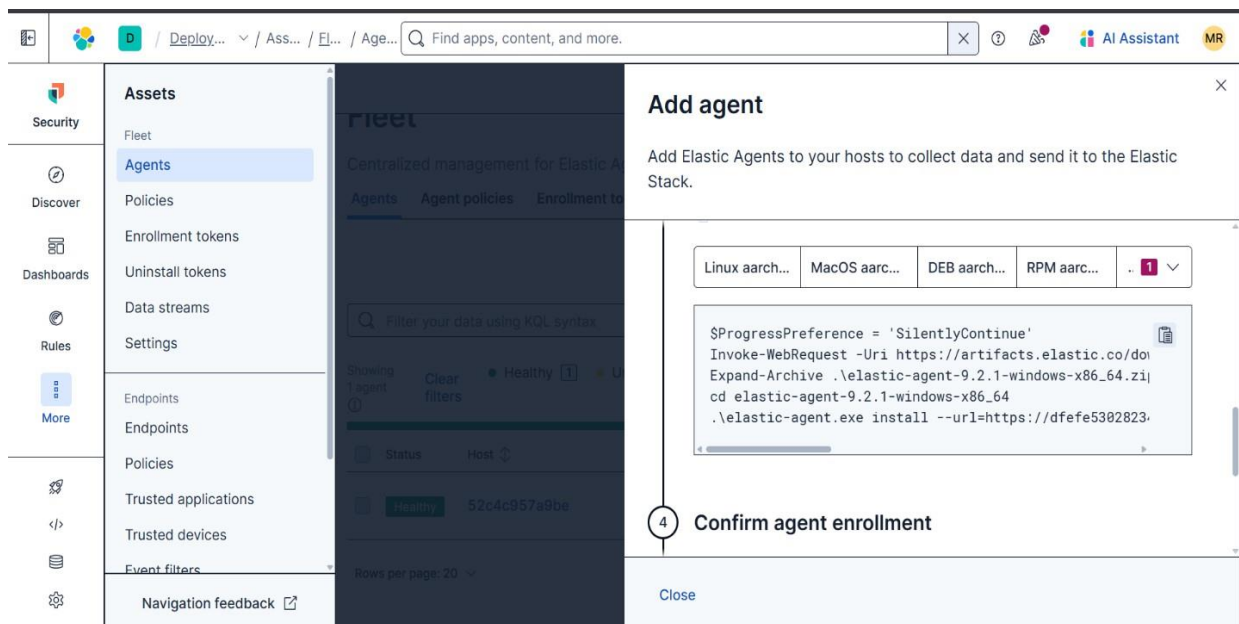 D / Deploy... / Ass... / Fl... / Age... Find apps, content, and more. AI Assistant MR
Security
Discover
Dashboards
Rules
More
Assets
Fleet
Agents
Policies
Enrollment tokens
Uninstall tokens
Data streams
Settings
Endpoints
Endpoints
Policies
Trusted applications
Trusted devices
Event filters
Navigation feedback
Fleet
Centralized management for Elastic A
Agents Agent policies Enrollment to
Filter your data using KQL syntax
Showing
1 agent
Clear
filters
Healthy 1 U
Status Host
Healthy 52c4c957a9be
Rows per page: 20
Add agent
Add Elastic Agents to your hosts to collect data and send it to the Elastic
Stack.
Linux aarch... MacOS aarc... DEB aarch... RPM aarc... .. 1
$ProgressPreference = 'SilentlyContinue'
Invoke-WebRequest -Uri https://artifacts.elastic.co/dow
Expand-Archive .\elastic-agent-9.2.1-windows-x86_64.zip
cd elastic-agent-9.2.1-windows-x86_64
.\elastic-agent.exe install --url=https://dfefe5302823
4 Confirm agent enrollment
Close